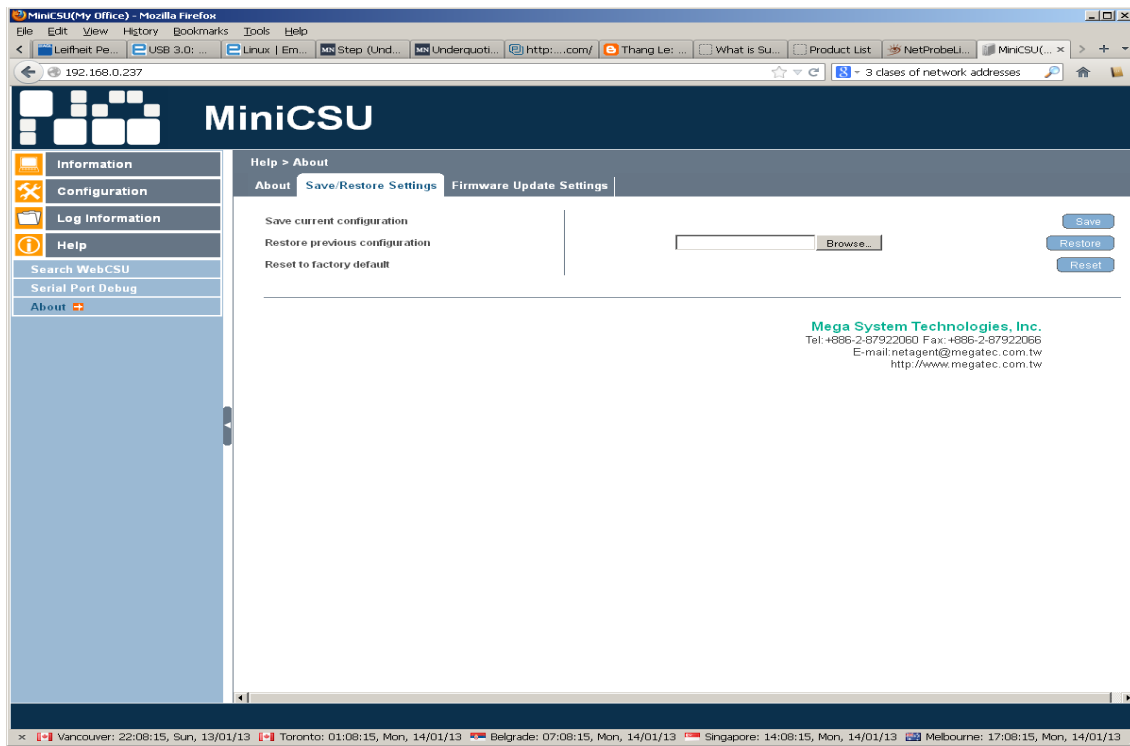 MiniCSU(My Office) - Mozilla Firefox
File Edit View History Bookmarks Tools Help
Leifheit Pe... USB 3.0: ... Linux | Em... MN Step (Und... MN Underquoti... http:....com/ Thang Le: ... What is Su... Product List NetProbeLi... MiniCSU(... ×
192.168.0.237 3 clases of network addresses
MiniCSU
Information
Configuration
Log Information
Help
Search WebCSU
Serial Port Debug
About
Help > About
About Save/Restore Settings Firmware Update Settings
Save current configuration Save
Restore previous configuration Browse... Restore
Reset to factory default Reset
Mega System Technologies, Inc.
Tel:+886-2-87922060 Fax:+886-2-87922066
E-mail:netagent@megatec.com.tw
http://www.megatec.com.tw
× Vancouver: 22:08:15, Sun, 13/01/13 Toronto: 01:08:15, Mon, 14/01/13 Belgrade: 07:08:15, Mon, 14/01/13 Singapore: 14:08:15, Mon, 14/01/13 Melbourne: 17:08:15, Mon, 14/01/13